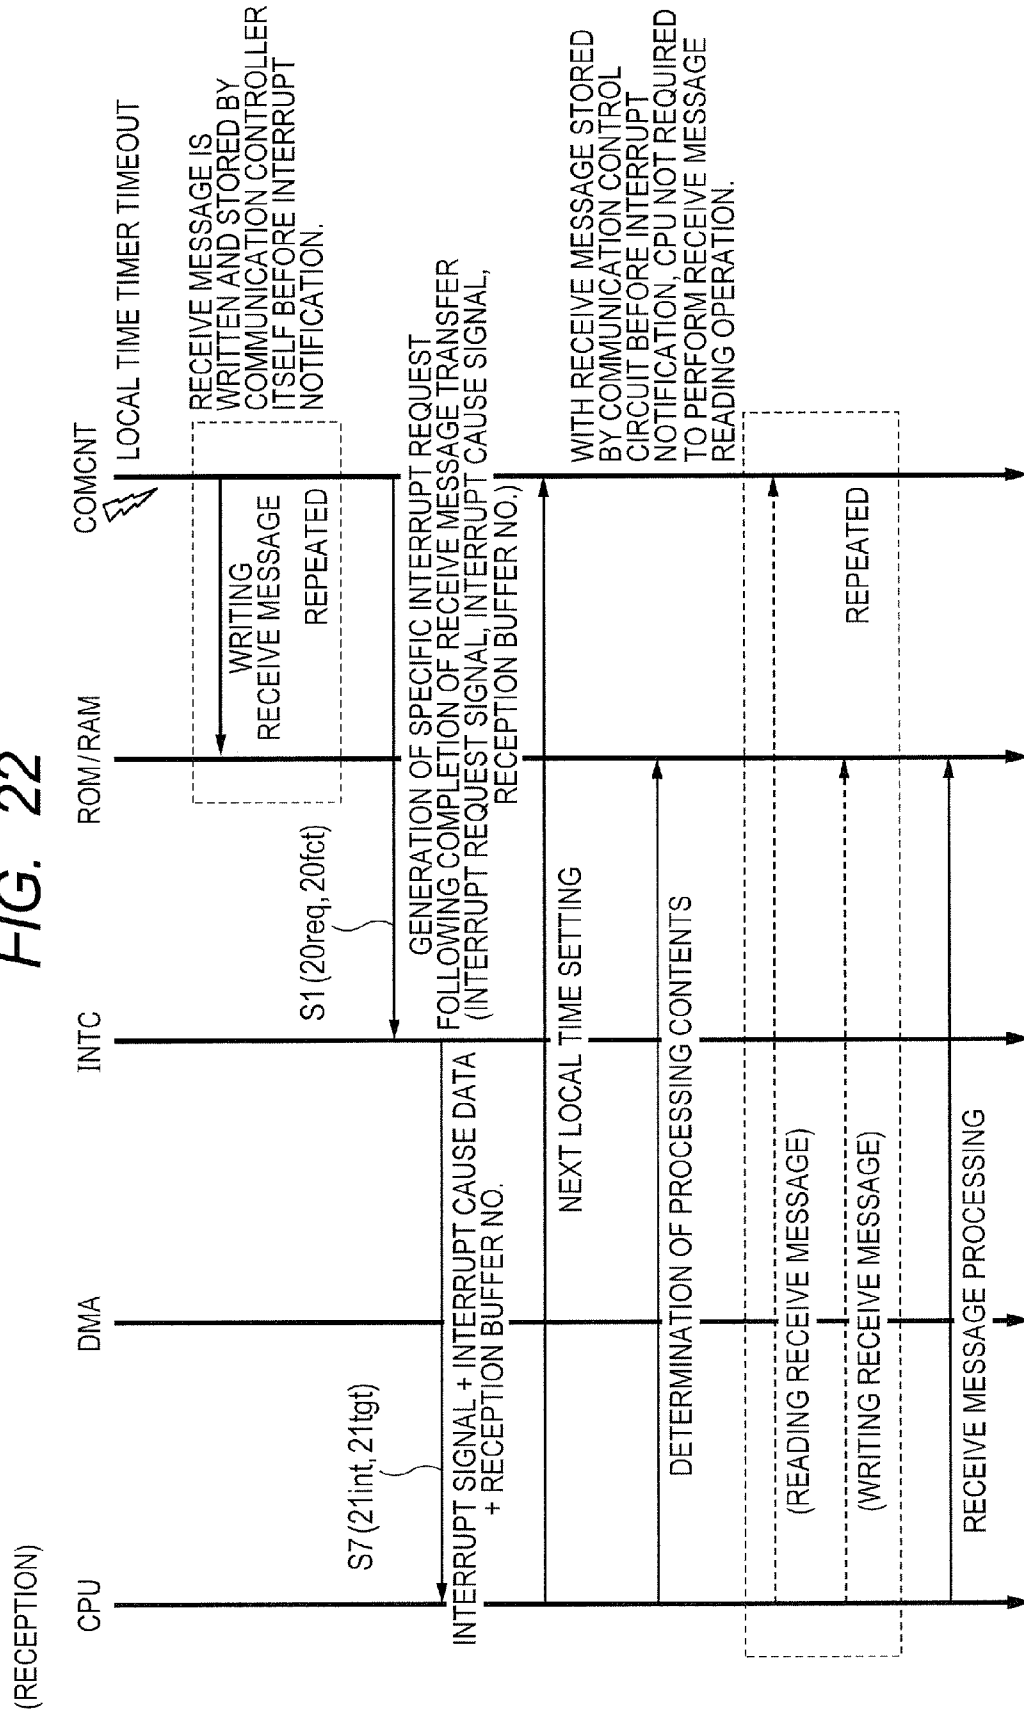 FIG. 22
(RECEPTION)
CPU
DMA
INTC
ROM/RAM
COMCNT
LOCAL TIME TIMER TIMEOUT
RECEIVE MESSAGE IS
WRITTEN AND STORED BY
COMMUNICATION CONTROLLER
ITSELF BEFORE INTERRUPT
NOTIFICATION.
WRITING
RECEIVE MESSAGE
REPEATED
S1 (20req, 20fct)
GENERATION OF SPECIFIC INTERRUPT REQUEST
FOLLOWING COMPLETION OF RECEIVE MESSAGE TRANSFER
(INTERRUPT REQUEST SIGNAL, INTERRUPT CAUSE SIGNAL,
RECEPTION BUFFER NO.)
S7 (21int, 21tgt)
INTERRUPT SIGNAL + INTERRUPT CAUSE DATA
+ RECEPTION BUFFER NO.
NEXT LOCAL TIME SETTING
WITH RECEIVE MESSAGE STORED
BY COMMUNICATION CONTROL
CIRCUIT BEFORE INTERRUPT
NOTIFICATION, CPU NOT REQUIRED
TO PERFORM RECEIVE MESSAGE
READING OPERATION.
DETERMINATION OF PROCESSING CONTENTS
(READING RECEIVE MESSAGE)
REPEATED
(WRITING RECEIVE MESSAGE)
RECEIVE MESSAGE PROCESSING